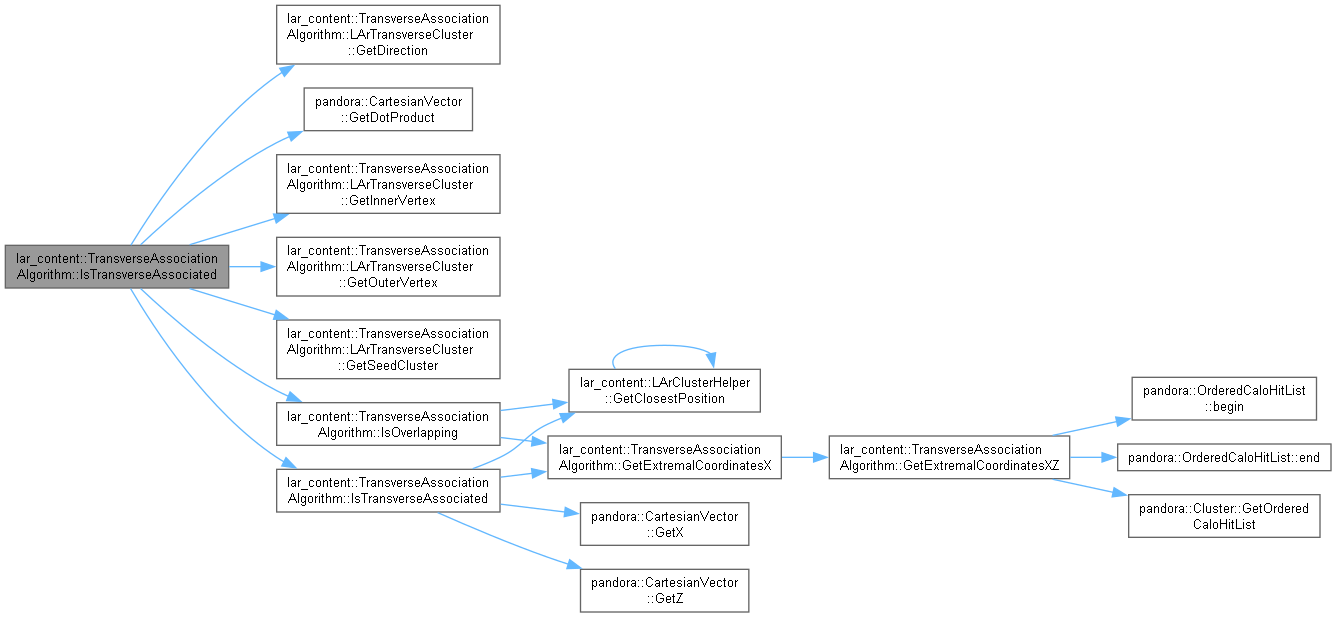 lar_content::TransverseAssociation
Algorithm::IsTransverseAssociated
lar_content::TransverseAssociation
Algorithm::LArTransverseCluster
::GetDirection
pandora::CartesianVector
::GetDotProduct
lar_content::TransverseAssociation
Algorithm::LArTransverseCluster
::GetInnerVertex
lar_content::TransverseAssociation
Algorithm::LArTransverseCluster
::GetOuterVertex
lar_content::TransverseAssociation
Algorithm::LArTransverseCluster
::GetSeedCluster
lar_content::TransverseAssociation
Algorithm::IsOverlapping
lar_content::TransverseAssociation
Algorithm::IsTransverseAssociated
lar_content::LArClusterHelper
::GetClosestPosition
lar_content::TransverseAssociation
Algorithm::GetExtremalCoordinatesX
pandora::CartesianVector
::GetX
pandora::CartesianVector
::GetZ
lar_content::TransverseAssociation
Algorithm::GetExtremalCoordinatesXZ
pandora::OrderedCaloHitList
::begin
pandora::OrderedCaloHitList::end
pandora::Cluster::GetOrdered
CaloHitList